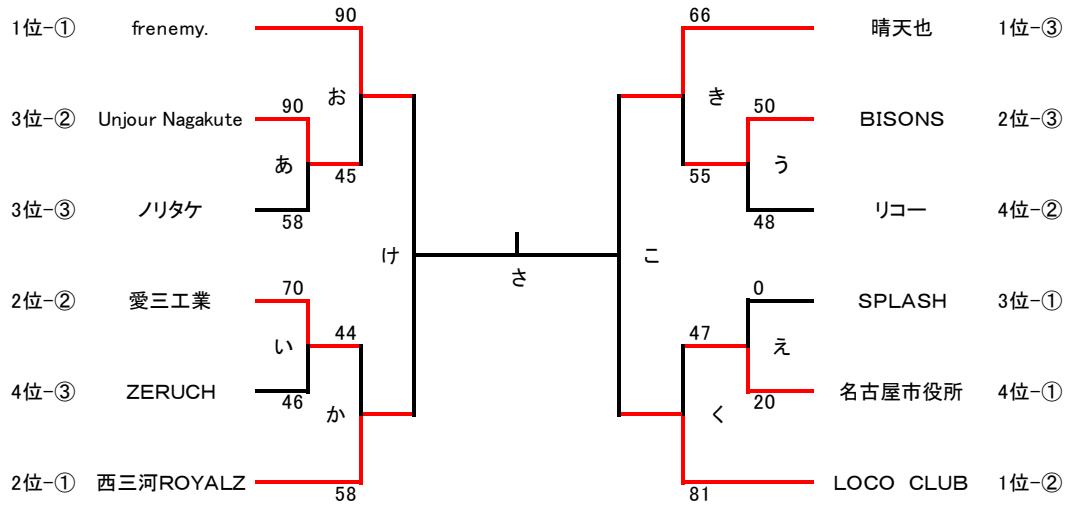 90 66
1位-① frenemy. 晴天也 1位-③
お き
90 50
3位-② Unjour Nagakute BISONS 2位-③
あ う
45 55
3位-③ ノリタケ リコー 4位-②
58 48
け こ
さ
70 0
2位-② 愛三工業 SPLASH 3位-①
44 47
い え
4位-③ ZERUCH 名古屋市役所 4位-①
46 20
か く
2位-① 西三河ROYALZ LOCO CLUB 1位-②
58 81